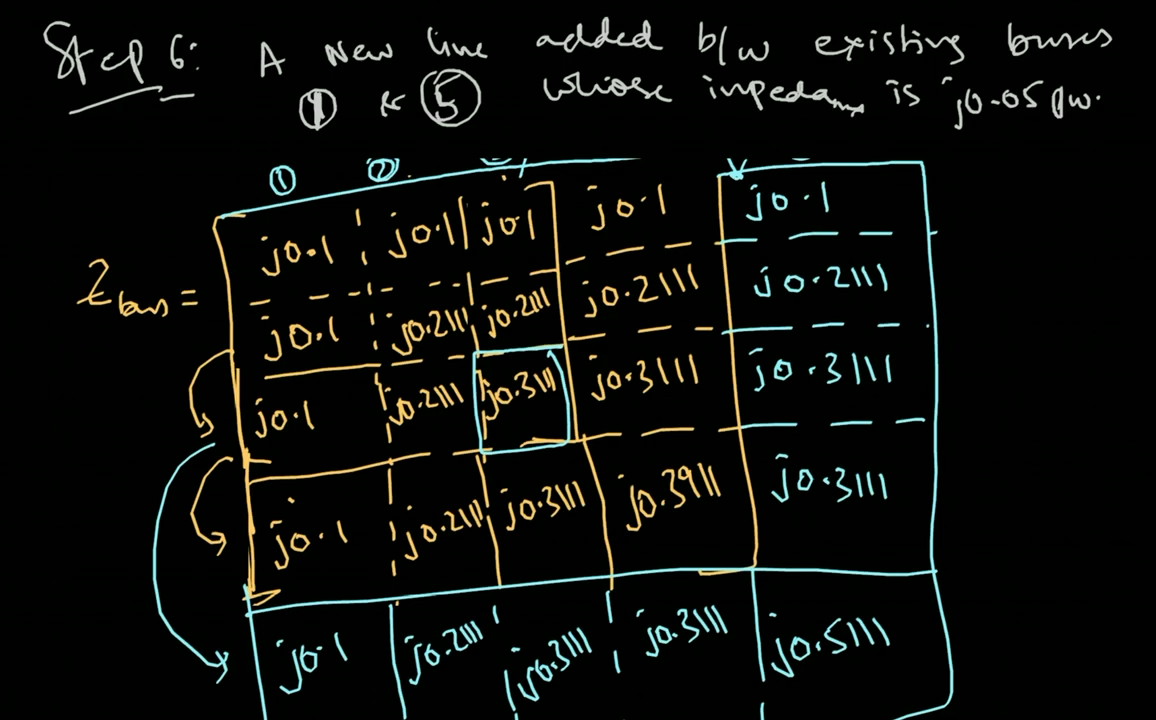 Step 6: A New line added b/w existing buses
① & ⑤ whose impedance is j0.05 pu.
① ②
j0.1 j0.1 j0.1 j0.1 j0.1
Zbus =
j0.1 j0.2111 j0.2111 j0.2111 j0.2111
j0.1 j0.2111 j0.3111 j0.3111 j0.3111
j0.1 j0.2111 j0.3111 j0.3911 j0.3111
j0.1 j0.2111 j0.3111 j0.3111 j0.5111